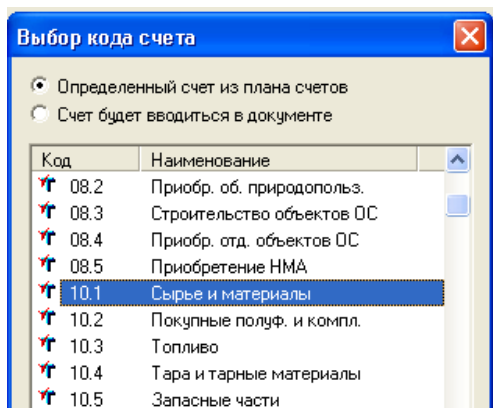 Выбор кода счета
Определенный счет из плана счетов
Счет будет вводиться в документе
Код Наименование
08.2 Приобр. об. природопольз.
08.3 Строительство объектов ОС
08.4 Приобр. отд. объектов ОС
08.5 Приобретение НМА
10.1 Сырье и материалы
10.2 Покупные полуф. и компл.
10.3 Топливо
10.4 Тара и тарные материалы
10.5 Запасные части